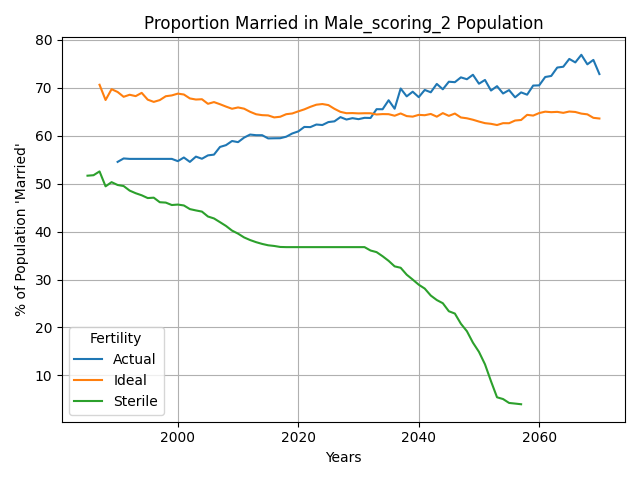 Proportion Married in Male_scoring_2 Population
80
70
60
50
40
30
20
10
% of Population 'Married'
Fertility
Actual
Ideal
Sterile
2000
2020
2040
2060
Years